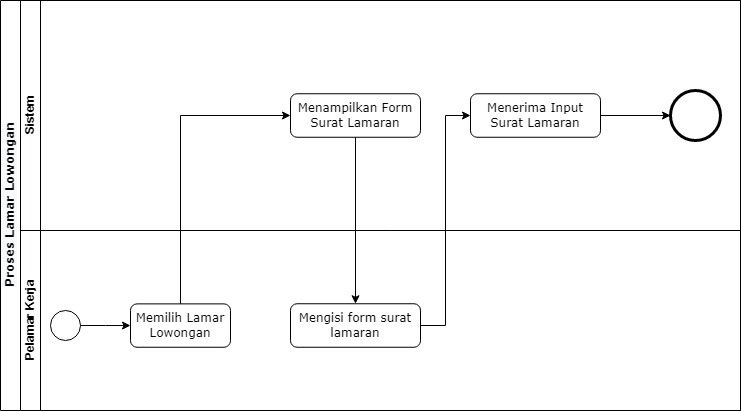 Proses Lamar Lowongan
Sistem
Menampilkan Form
Surat Lamaran
Menerima Input
Surat Lamaran
Pelamar Kerja
Memilih Lamar
Lowongan
Mengisi form surat
lamaran